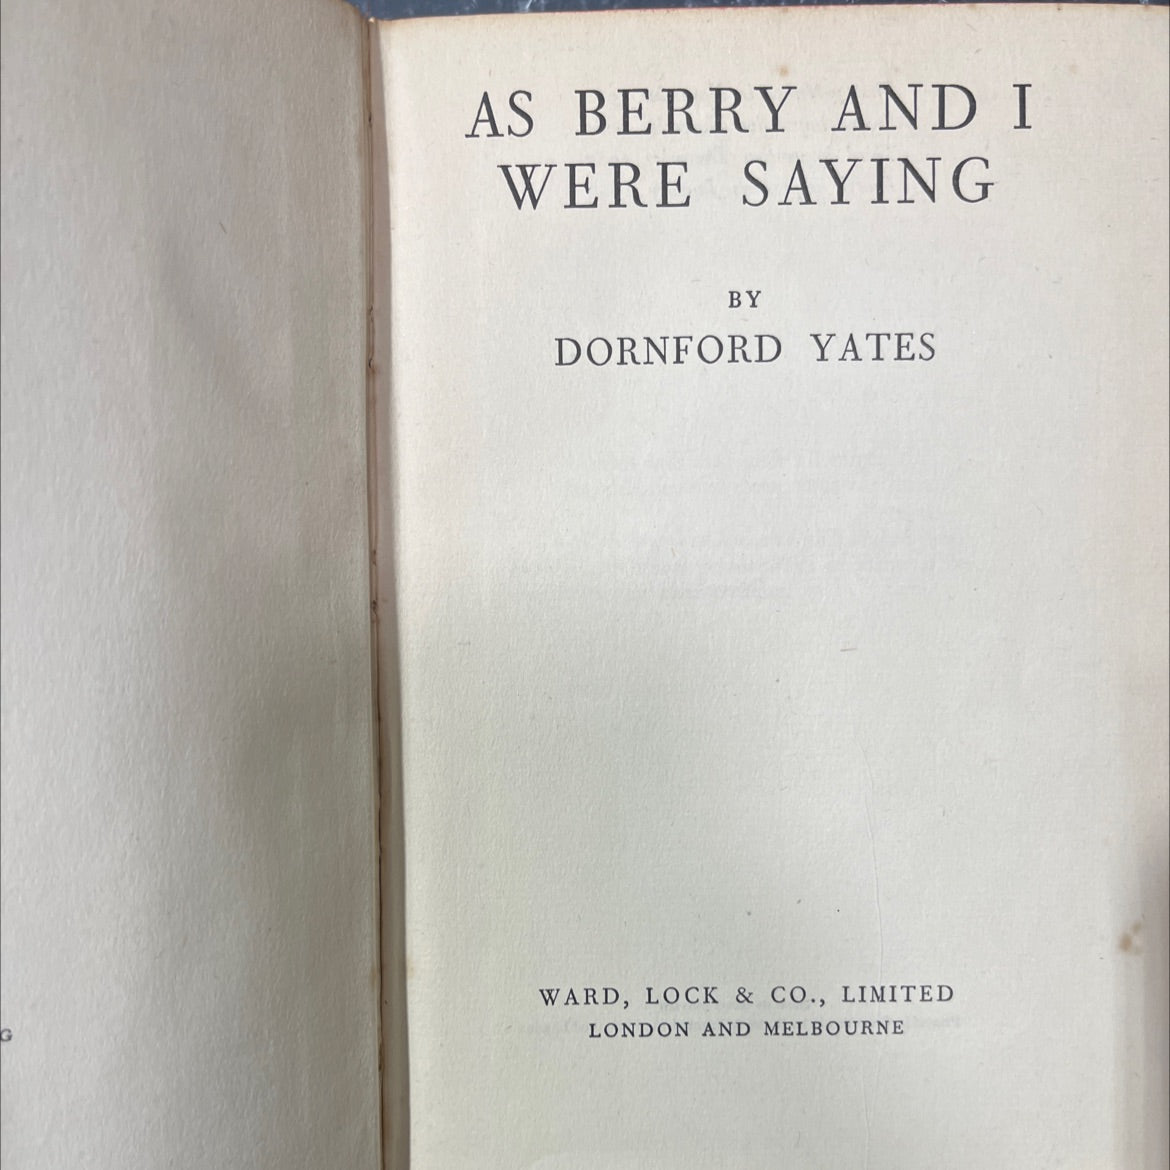 AS BERRY AND I
WERE SAYING
BY
DORNFORD YATES
WARD, LOCK & CO., LIMITED
LONDON AND MELBOURNE
G